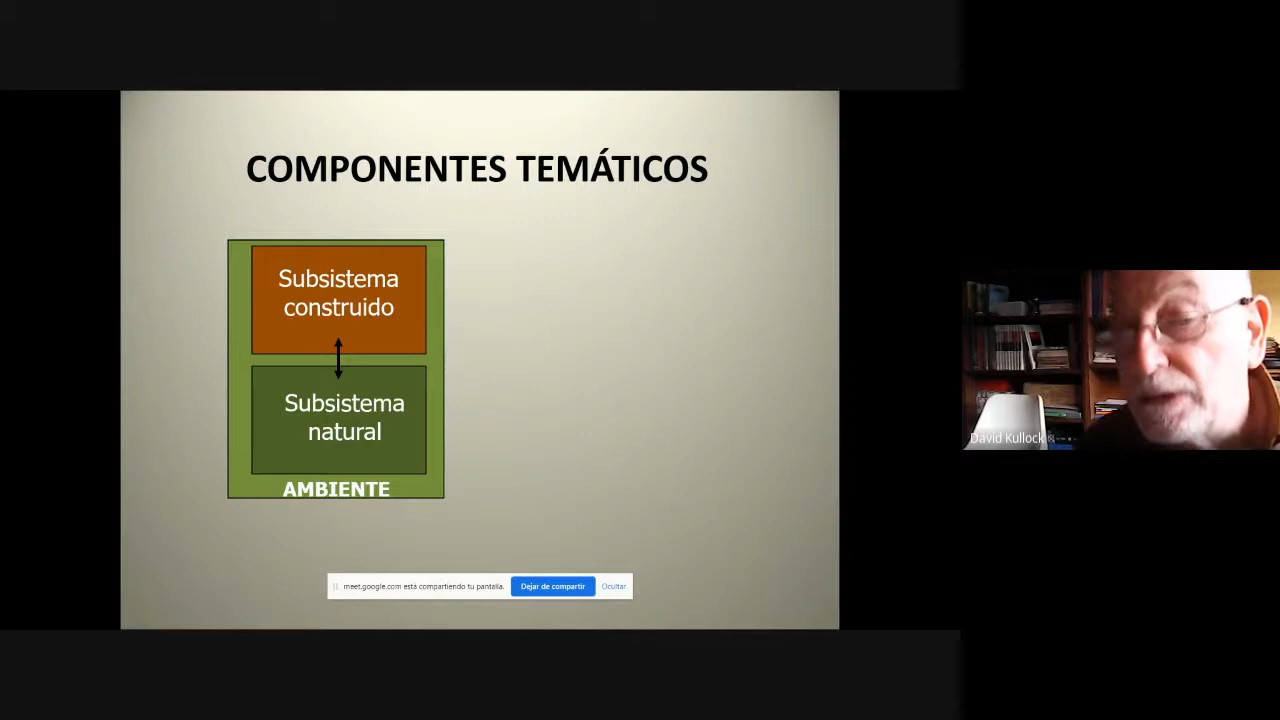 COMPONENTES TEMÁTICOS
Subsistema
construido
Subsistema
natural
AMBIENTE
meet.google.com está compartiendo tu pantalla.
Dejar de compartir
Ocultar
David Kullock